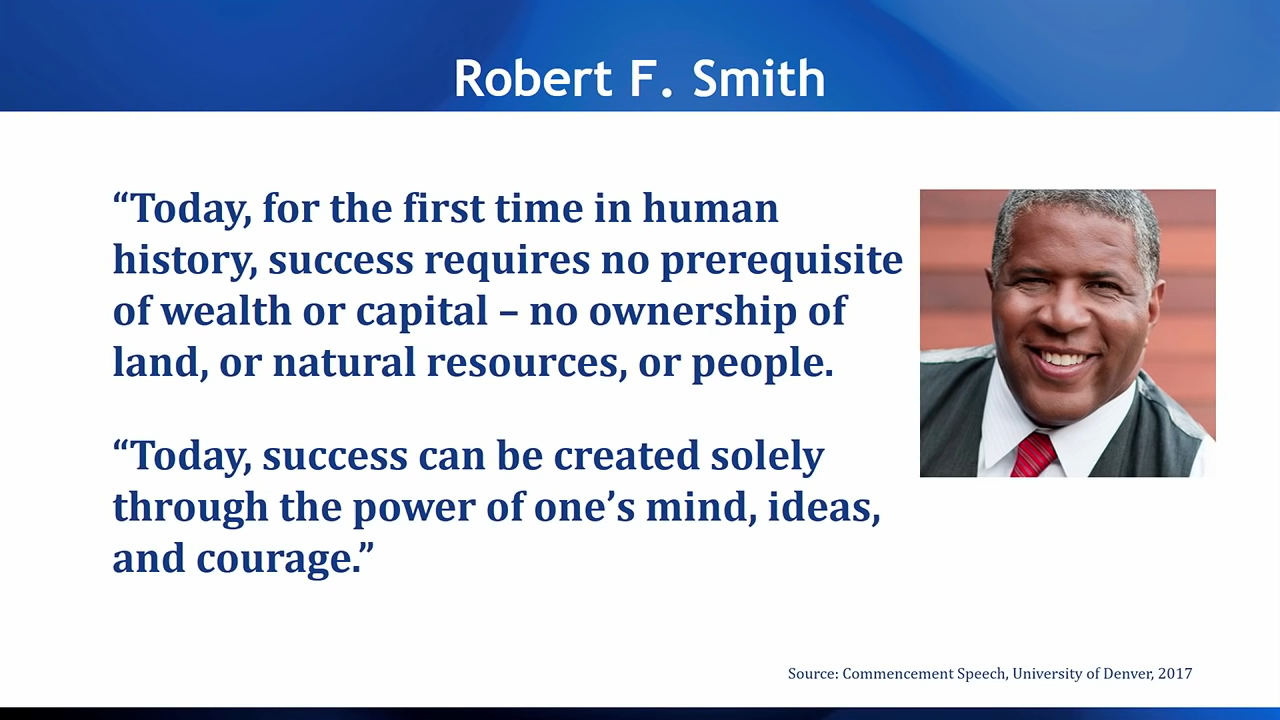 Robert F. Smith
“Today, for the first time in human
history, success requires no prerequisite
of wealth or capital – no ownership of
land, or natural resources, or people.
“Today, success can be created solely
through the power of one’s mind, ideas,
and courage.”
Source: Commencement Speech, University of Denver, 2017